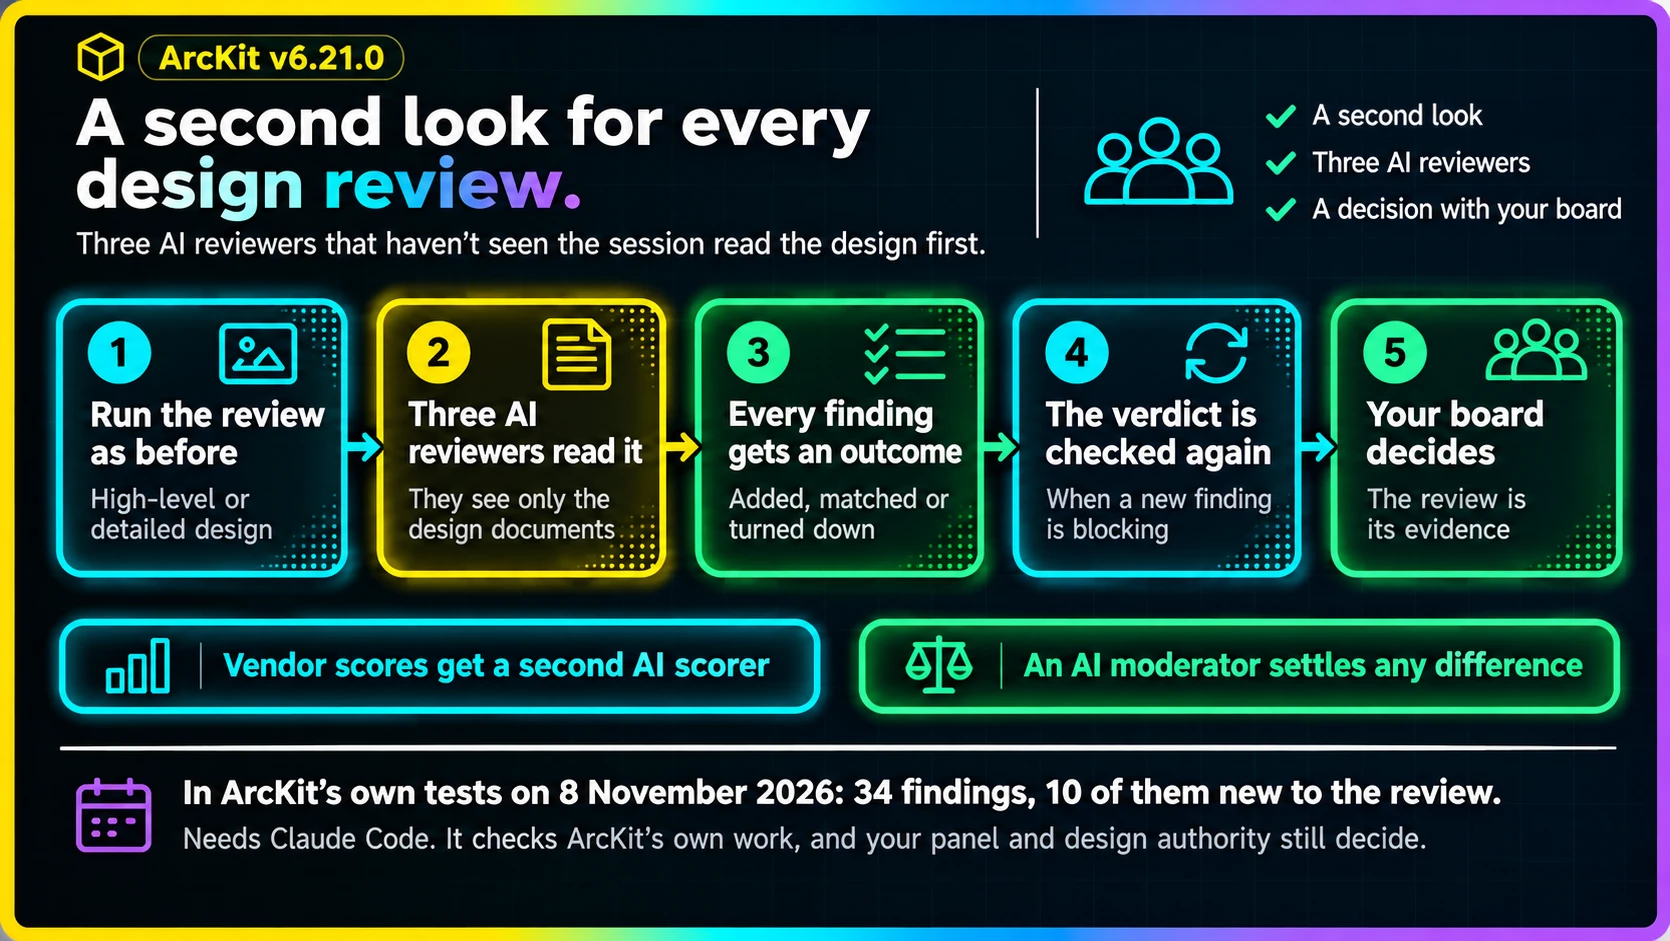 ArcKit v6.21.0
A second look for every
design review.
Three AI reviewers that haven't seen the session read the design first.
A second look
Three AI reviewers
A decision with your board
1
Run the review
as before
High-level or
detailed design
2
Three AI
reviewers read it
They see only the
design documents
3
Every finding
gets an outcome
Added, matched or
turned down
4
The verdict is
checked again
When a new finding
is blocking
5
Your board
decides
The review is
its evidence
Vendor scores get a second AI scorer
An AI moderator settles any difference
In ArcKit's own tests on 8 November 2026: 34 findings, 10 of them new to the review.
Needs Claude Code. It checks ArcKit's own work, and your panel and design authority still decide.